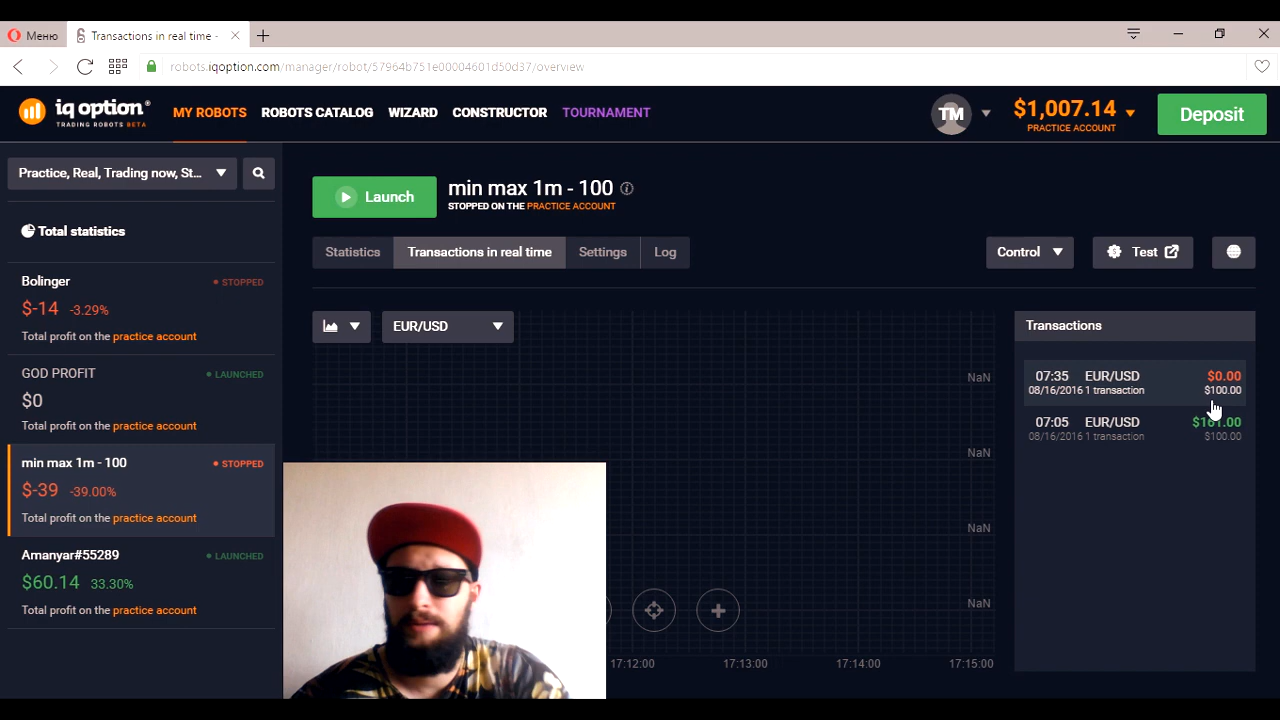 Меню
Transactions in real time -
robots.iqoption.com/manager/robot/57964b751e00004601d50d37/overview
iq option®
TRADING ROBOTS BETA
MY ROBOTS
ROBOTS CATALOG
WIZARD
CONSTRUCTOR
TOURNAMENT
TM
$1,007.14
PRACTICE ACCOUNT
Deposit
Practice, Real, Trading now, St...
Total statistics
Bolinger
STOPPED
$-14 -3.29%
Total profit on the practice account
GOD PROFIT
LAUNCHED
$0
Total profit on the practice account
min max 1m - 100
STOPPED
$-39 -39.00%
Total profit on the practice account
Amanyar#55289
LAUNCHED
$60.14 33.30%
Total profit on the practice account
Launch
min max 1m - 100
STOPPED ON THE PRACTICE ACCOUNT
Statistics
Transactions in real time
Settings
Log
Control
Test
EUR/USD
NaN
NaN
NaN
NaN
17:12:00
17:13:00
17:14:00
17:15:00
Transactions
07:35 EUR/USD $0.00
08/16/2016 1 transaction $100.00
07:05 EUR/USD
08/16/2016 1 transaction $100.00